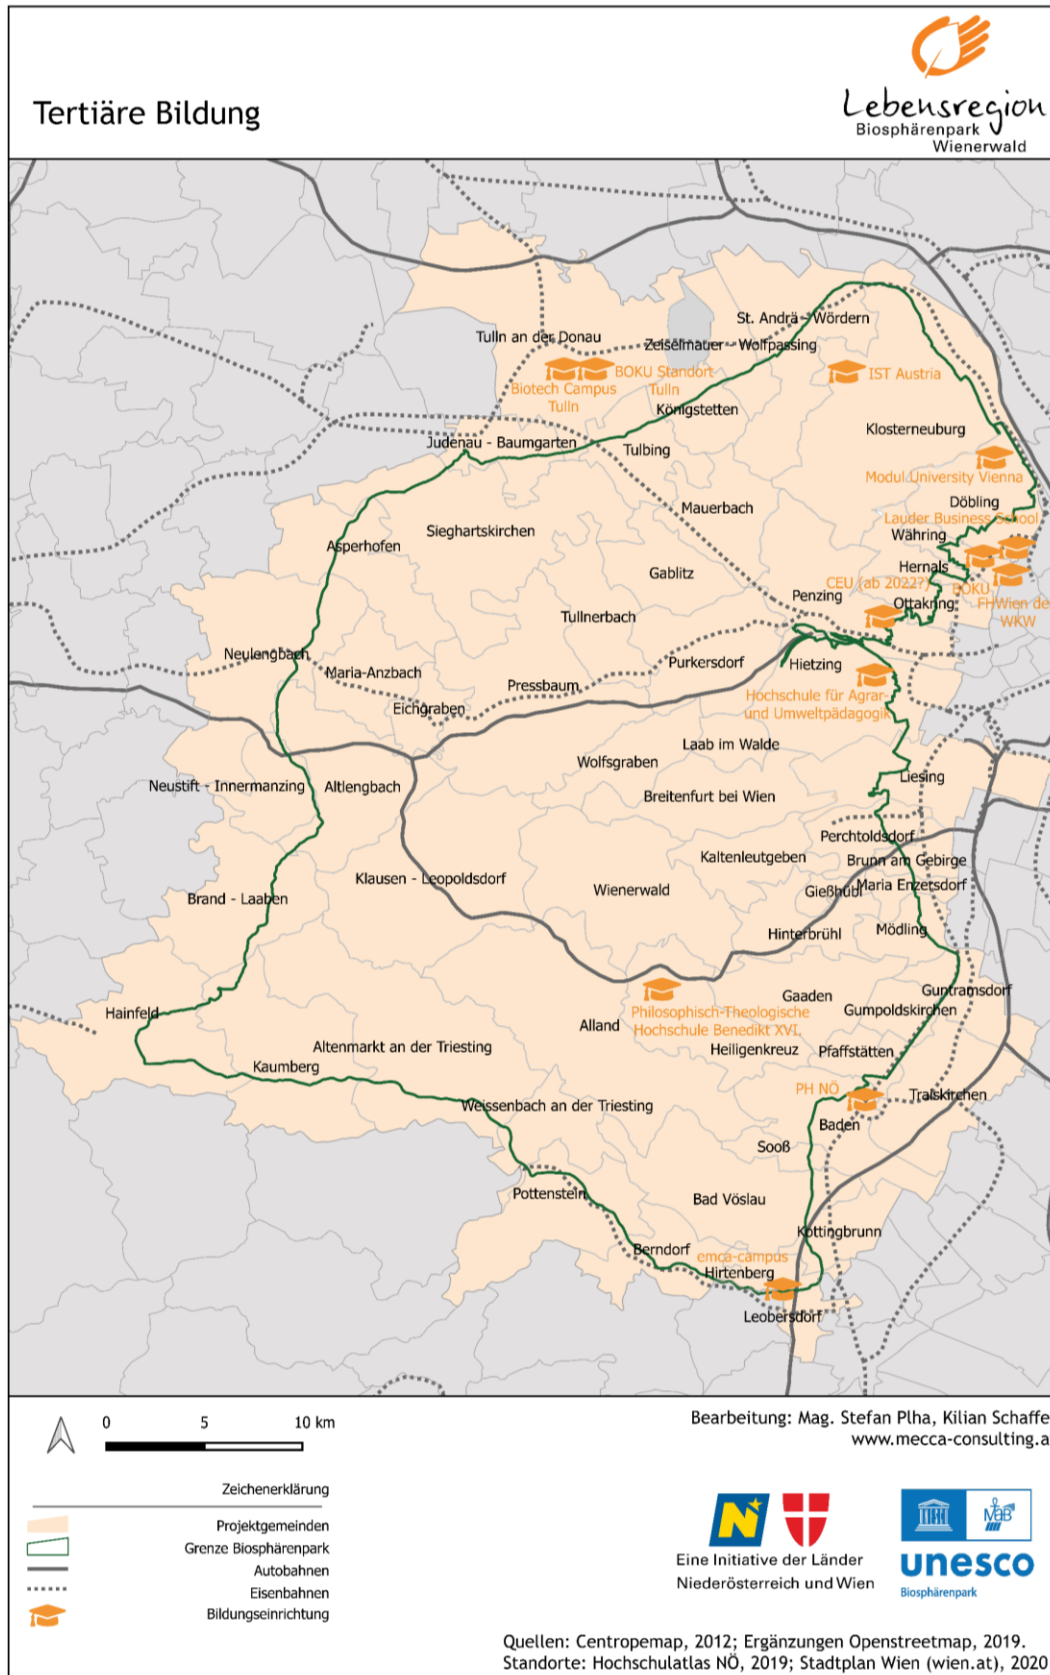 Tertiäre Bildung
Lebensregion
Biosphärenpark
Wienerwald
St. Andrä - Wördern
Tulln an der Donau
Zeiselmauer - Wolfpassing
BOKU Standort
Tulln
IST Austria
Biotech Campus
Tulln
Königstetten
Klosterneuburg
Judenau - Baumgarten
Tulbing
Modul University Vienna
Döbling
Mauerbach
Lauder Business School
Sieghartskirchen
Währing
Asperhofen
Hernals
Gablitz
CEU (ab 2022?)
BOKU
Penzing
Ottakring
FHWien de
WKW
Tullnerbach
Neulengbach
Maria-Anzbach
Purkersdorf
Hietzing
Pressbaum
Hochschule für Agrar-
und Umweltpädagogik
Eichgraben
Laab im Walde
Wolfsgraben
Liesing
Neustift - Innermanzing
Altlengbach
Breitenfurt bei Wien
Perchtoldsdorf
Kaltenleutgeben
Brunn am Gebirge
Klausen - Leopoldsdorf
Wienerwald
Gießhübl
Maria Enzersdorf
Brand - Laaben
Hinterbrühl
Mödling
Gaaden
Guntramsdorf
Hainfeld
Philosophisch-Theologische
Hochschule Benedikt XVI.
Gumpoldskirchen
Alland
Altenmarkt an der Triesting
Heiligenkreuz
Pfaffstätten
Kaumberg
PH NÖ
Traiskirchen
Weissenbach an der Triesting
Baden
Sooß
Pottenstein
Bad Vöslau
Kottingbrunn
Berndorf
emca-campus
Hirtenberg
Leobersdorf
0 5 10 km
Bearbeitung: Mag. Stefan Plha, Kilian Schaffe
www.mecca-consulting.a
Zeichenerklärung
Projektgemeinden
Grenze Biosphärenpark
Autobahnen
Eisenbahnen
Bildungseinrichtung
N
Eine Initiative der Länder
Niederösterreich und Wien
MaB
unesco
Biosphärenpark
Quellen: Centropemap, 2012; Ergänzungen Openstreetmap, 2019.
Standorte: Hochschulatlas NÖ, 2019; Stadtplan Wien (wien.at), 2020